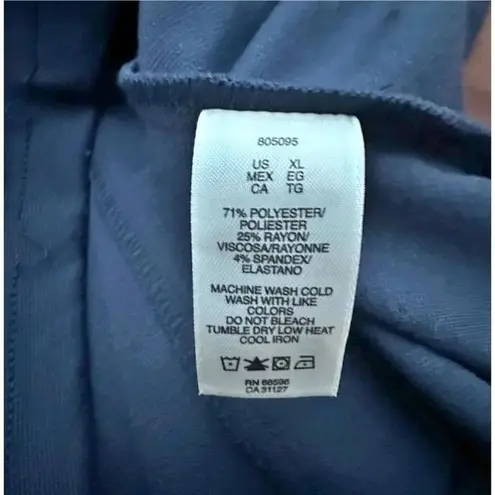 805095
US XL
MEX EG
CA TG
71% POLYESTER/
POLIESTER
25% RAYON/
VISCOSA/RAYONNE
4% SPANDEX/
ELASTANO
MACHINE WASH COLD
WASH WITH LIKE
COLORS
DO NOT BLEACH
TUMBLE DRY LOW HEAT
COOL IRON
RN 66596
CA 31127